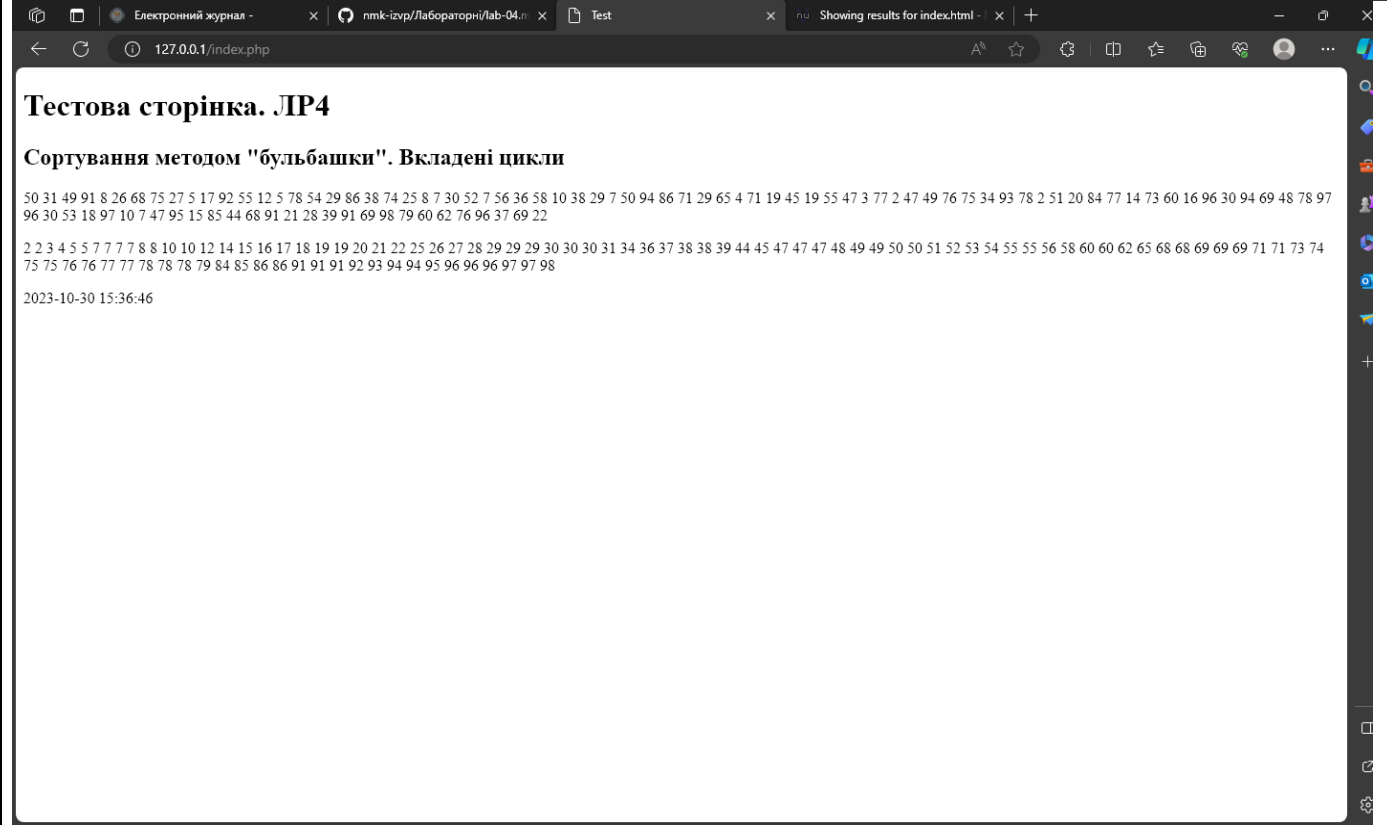 Електронний журнал -
nmk-izvp/Лабораторні/lab-04.m
Test
nu Showing results for index.html -
127.0.0.1/index.php
Тестова сторінка. ЛР4
Сортування методом "бульбашки". Вкладені цикли
50 31 49 91 8 26 68 75 27 5 17 92 55 12 5 78 54 29 86 38 74 25 8 7 30 52 7 56 36 58 10 38 29 7 50 94 86 71 29 65 4 71 19 45 19 55 47 3 77 2 47 49 76 75 34 93 78 2 51 20 84 77 14 73 60 16 96 30 94 69 48 78 97
96 30 53 18 97 10 7 47 95 15 85 44 68 91 21 28 39 91 69 98 79 60 62 76 96 37 69 22
2 2 3 4 5 5 7 7 7 7 8 8 10 10 12 14 15 16 17 18 19 19 20 21 22 25 26 27 28 29 29 29 30 30 30 31 34 36 37 38 38 39 44 45 47 47 47 48 49 49 50 50 51 52 53 54 55 55 56 58 60 60 62 65 68 68 69 69 69 71 71 73 74
75 75 76 76 77 77 78 78 78 79 84 85 86 86 91 91 91 92 93 94 94 95 96 96 96 97 97 98
2023-10-30 15:36:46